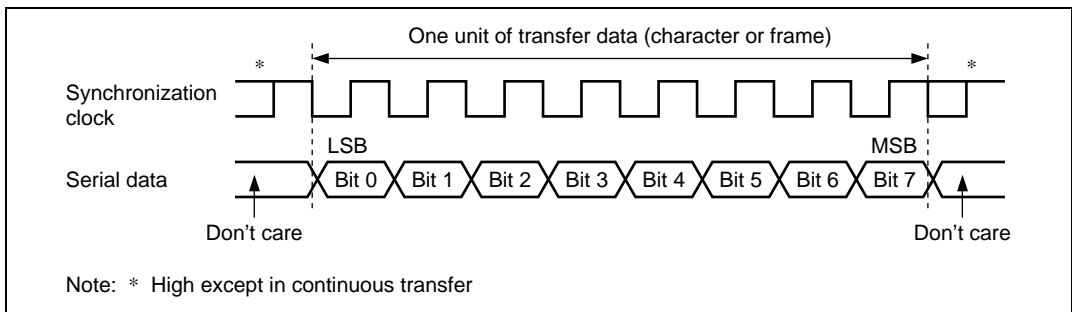 One unit of transfer data (character or frame)
*
*
Synchronization
clock
LSB
MSB
Serial data
Bit 0
Bit 1
Bit 2
Bit 3
Bit 4
Bit 5
Bit 6
Bit 7
Don't care
Don't care
Note: * High except in continuous transfer